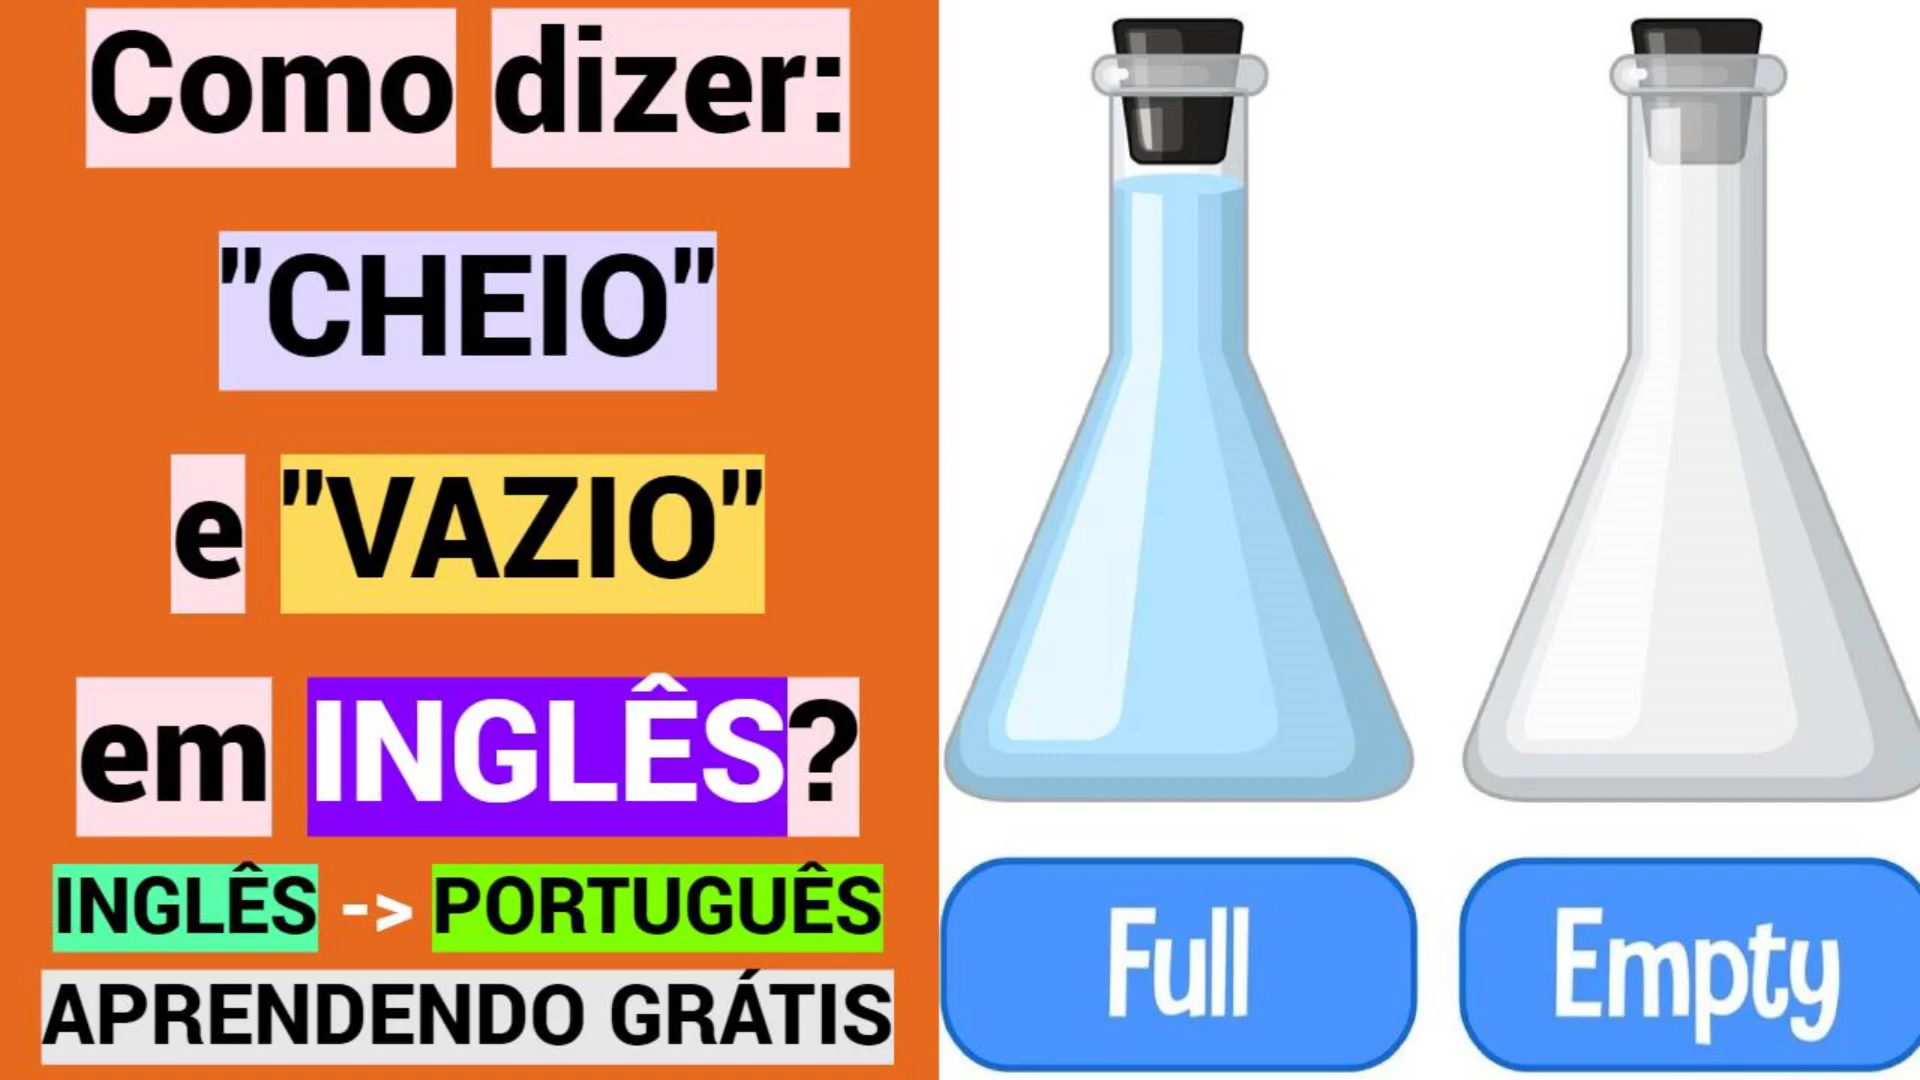 Como dizer:
"CHEIO"
e "VAZIO"
em INGLÊS?
INGLÊS -> PORTUGUÊS
APRENDENDO GRÁTIS
Full
Empty